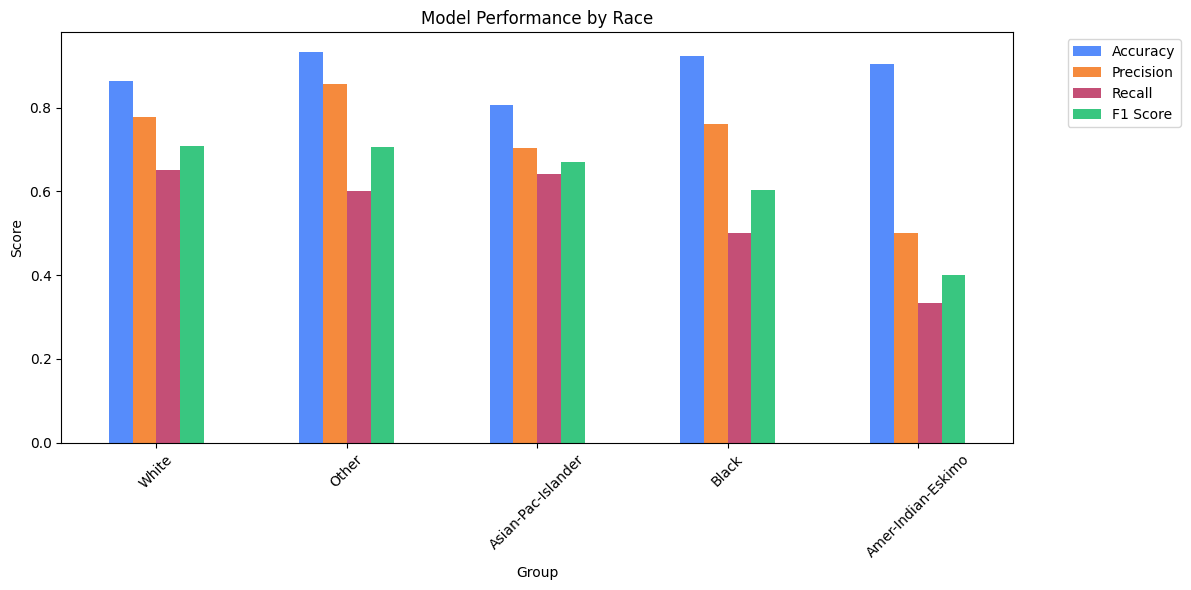 Model Performance by Race
Accuracy
Precision
Recall
F1 Score
Score
0.8
0.6
0.4
0.2
0.0
White
Other
Asian-Pac-Islander
Black
Amer-Indian-Eskimo
Group